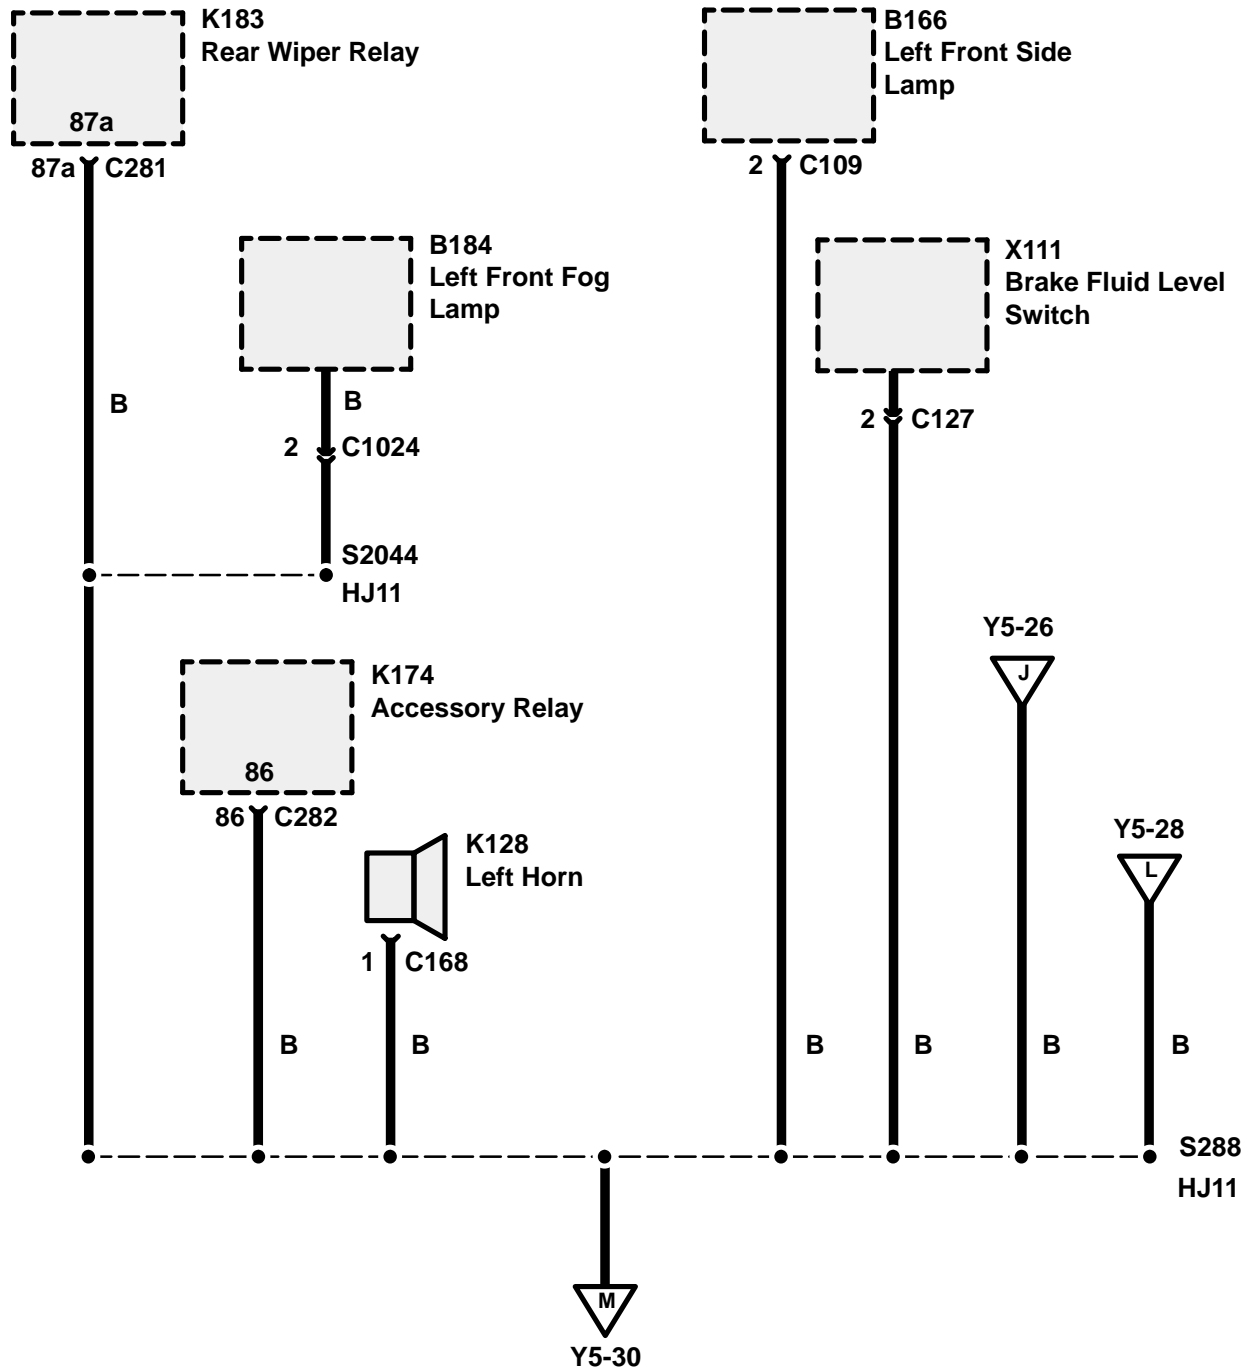 K183
Rear Wiper Relay
87a
87a C281
B166
Left Front Side
Lamp
2 C109
B184
Left Front Fog
Lamp
X111
Brake Fluid Level
Switch
B
B
2 C1024
2 C127
S2044
HJ11
Y5-26
J
K174
Accessory Relay
86
86 C282
Y5-28
L
K128
Left Horn
1 C168
B B B B B B
S288
HJ11
M
Y5-30